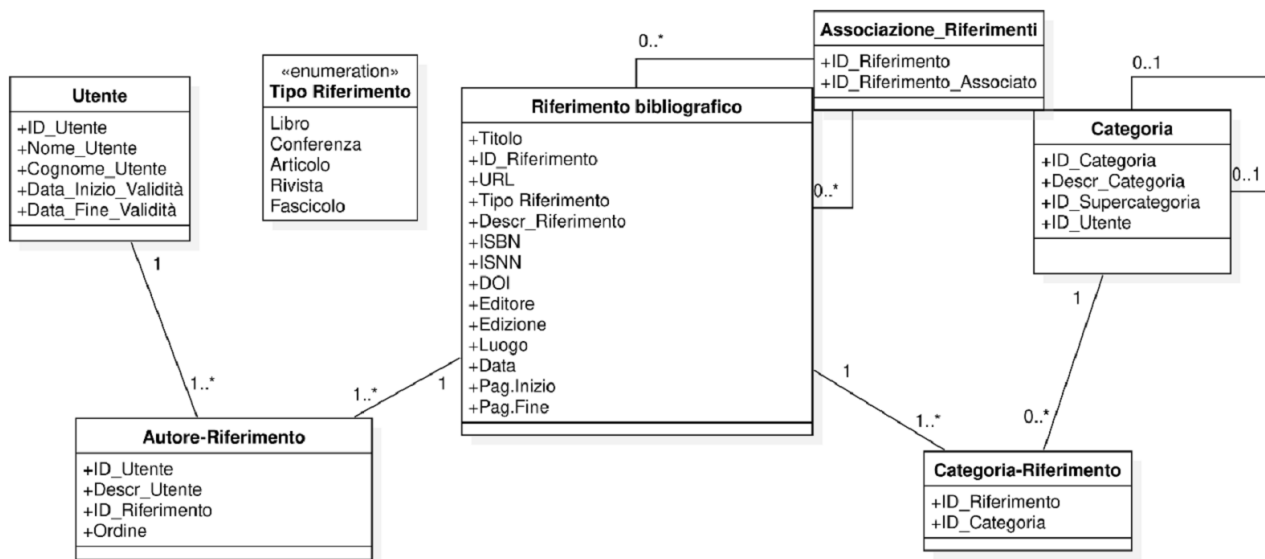 Utente
+ID_Utente
+Nome_Utente
+Cognome_Utente
+Data_Inizio_Validità
+Data_Fine_Validità
1
1..*
«enumeration»
Tipo Riferimento
Libro
Conferenza
Articolo
Rivista
Fascicolo
0..*
Riferimento bibliografico
+Titolo
+ID_Riferimento
+URL
+Tipo Riferimento
+Descr_Riferimento
+ISBN
+ISNN
+DOI
+Editore
+Edizione
+Luogo
+Data
+Pag.Inizio
+Pag.Fine
0..*
Associazione_Riferimenti
+ID_Riferimento
+ID_Riferimento_Associato
0..1
Categoria
+ID_Categoria
+Descr_Categoria
+ID_Supercategoria
+ID_Utente
0..1
1
0..*
1..*
1
1
1..*
Autore-Riferimento
+ID_Utente
+Descr_Utente
+ID_Riferimento
+Ordine
Categoria-Riferimento
+ID_Riferimento
+ID_Categoria